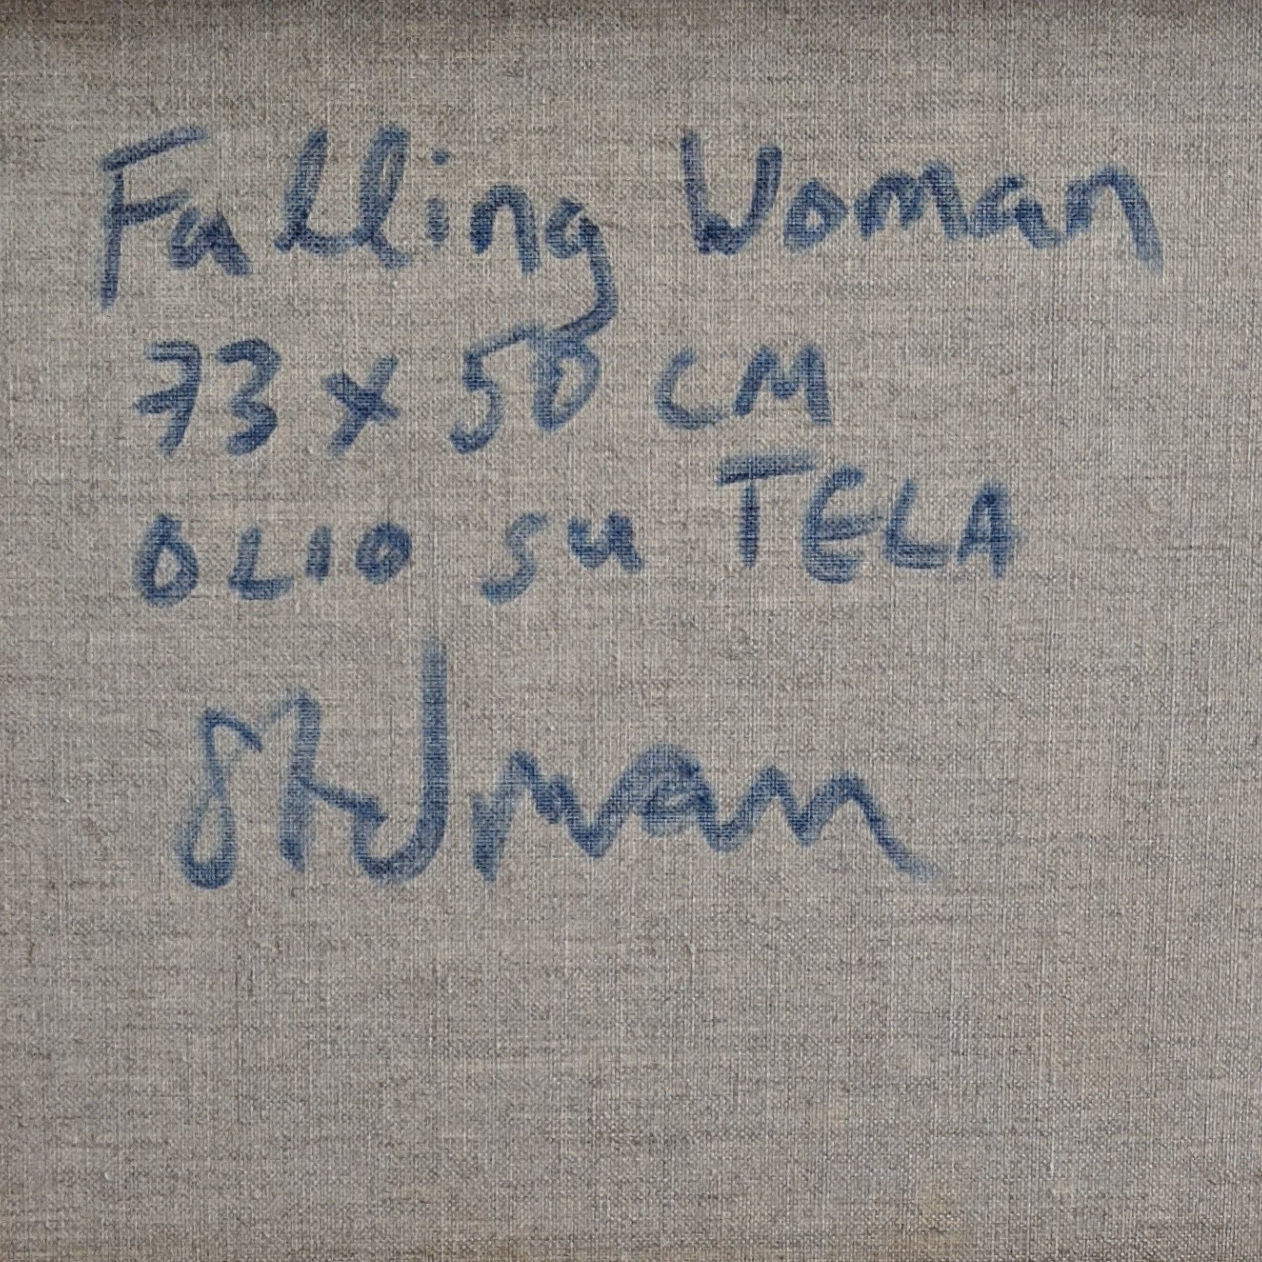 Falling Woman
73 x 50 CM
OLIO su TELA